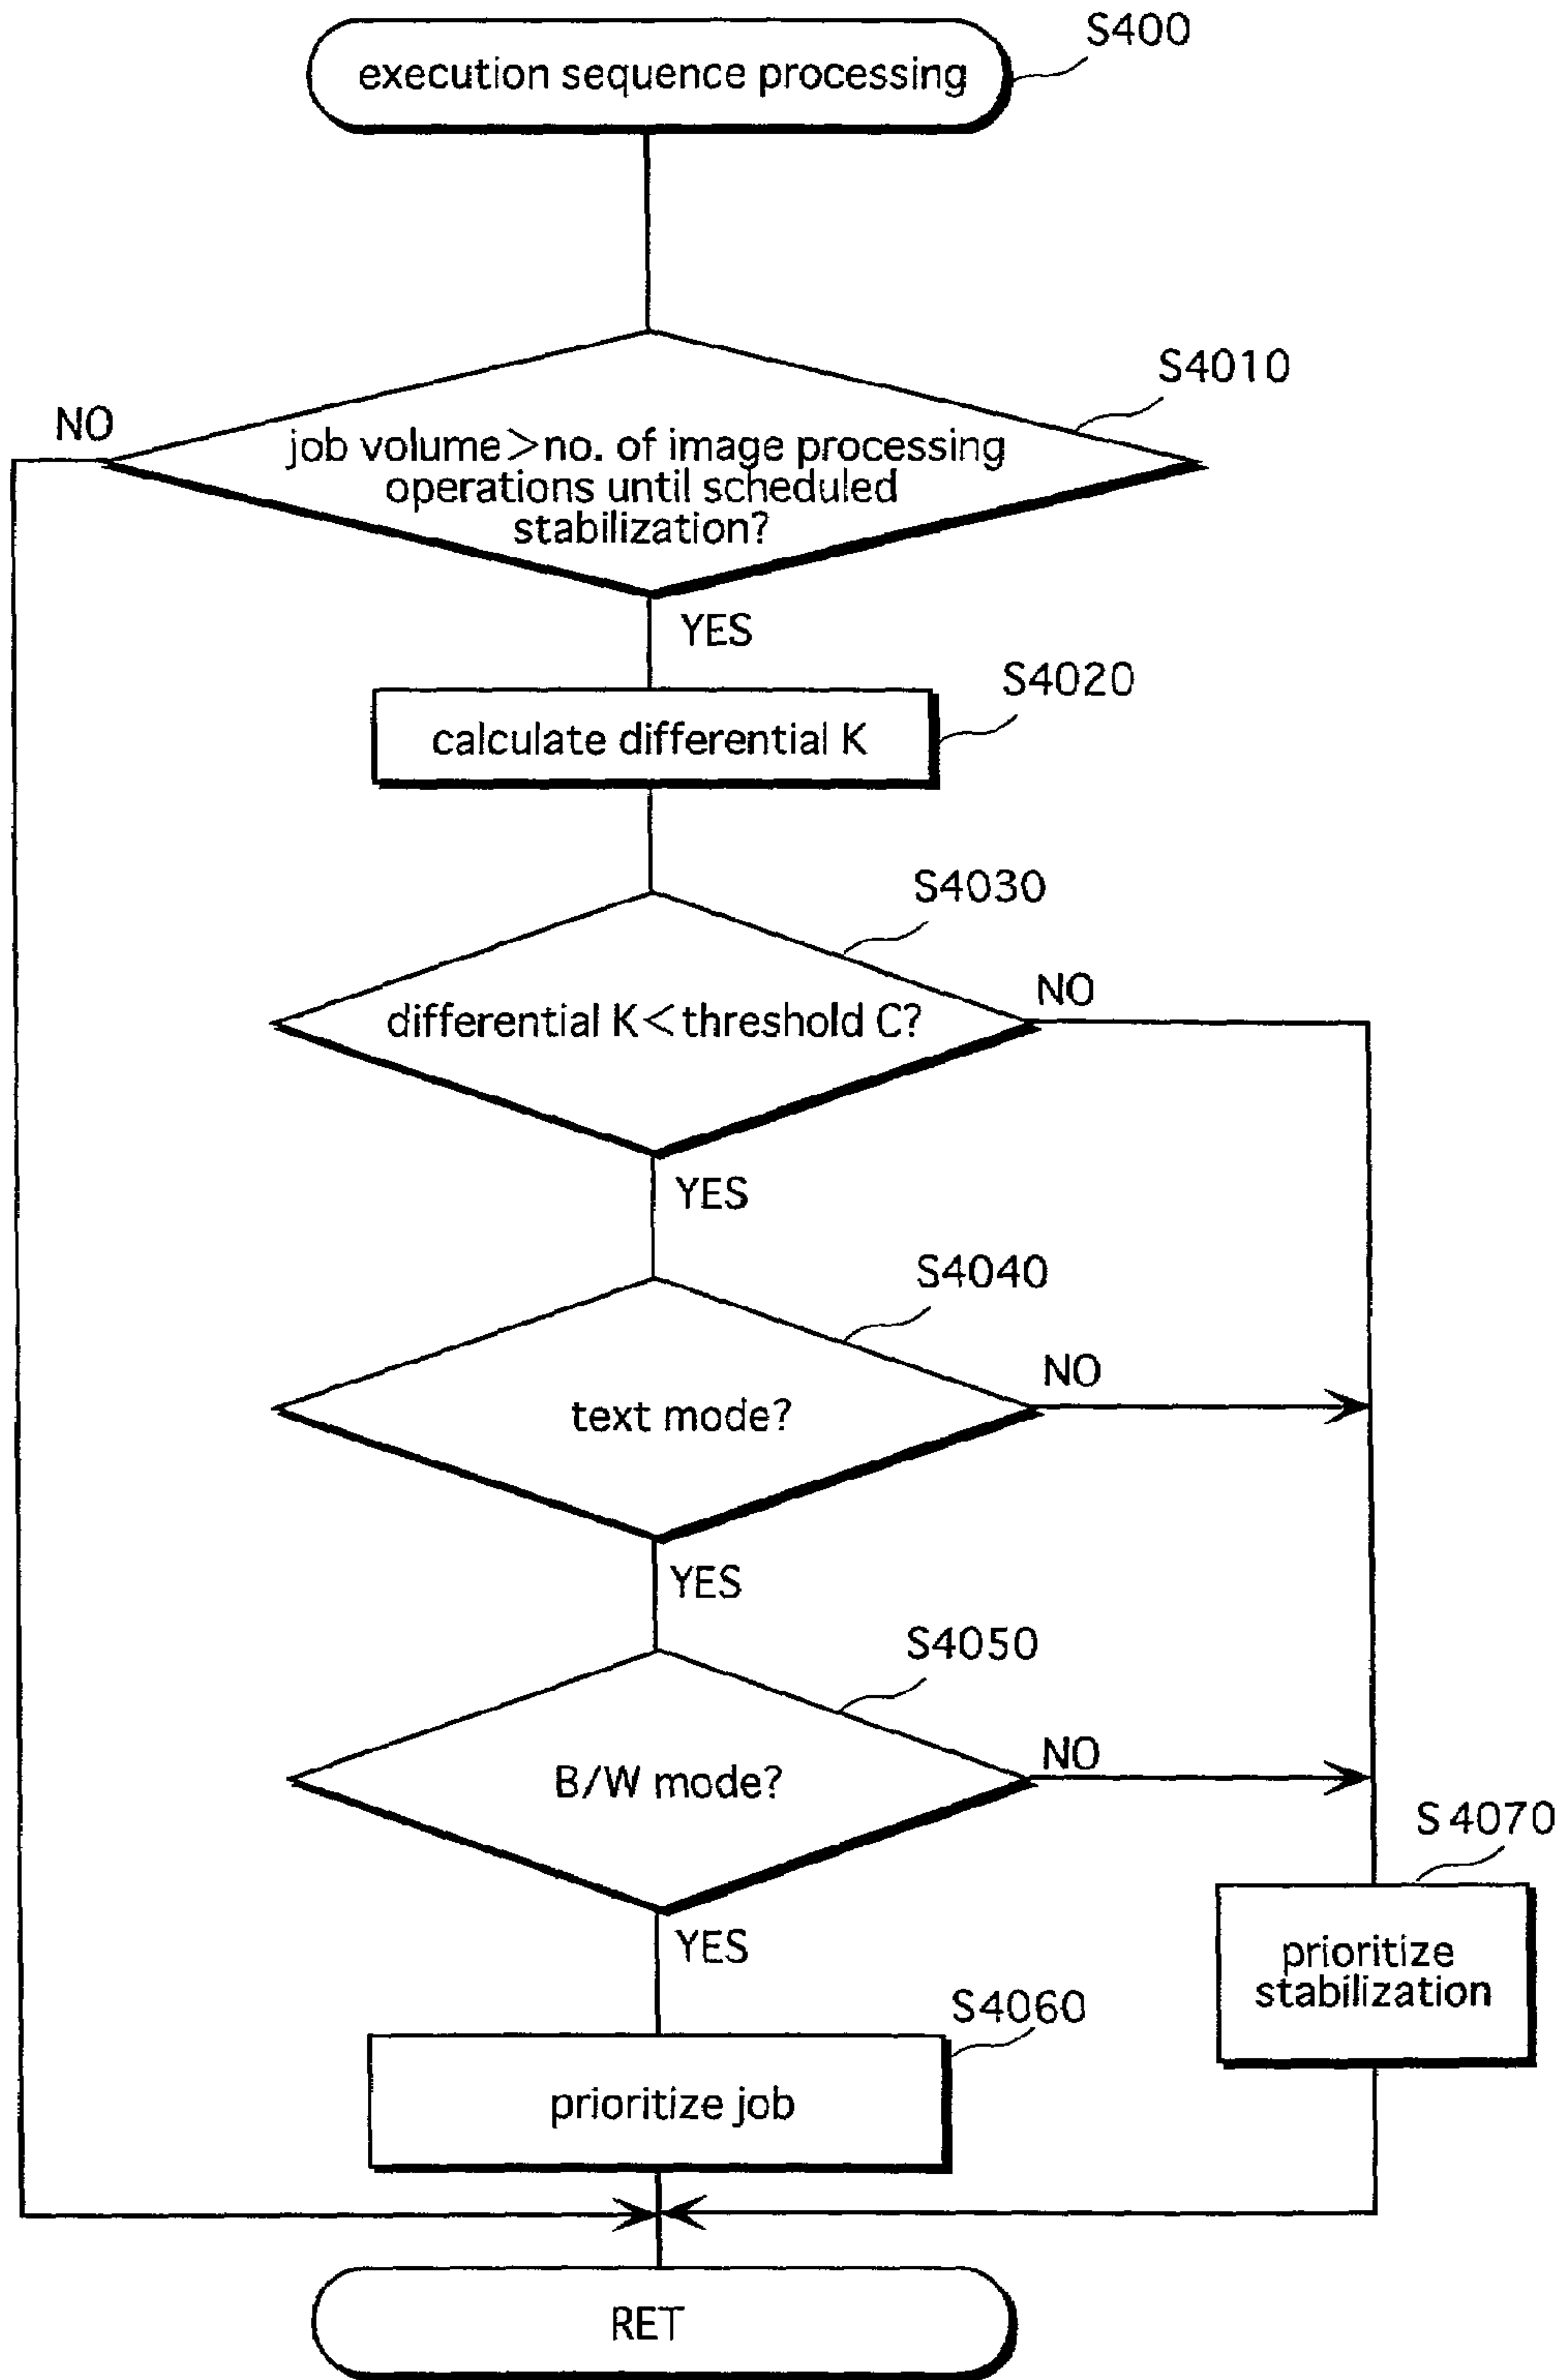 S400
execution sequence processing
S4010
NO
job volume>no. of image processing
operations until scheduled
stabilization?
YES
S4020
calculate differential K
S4030
NO
differential K<threshold C?
YES
S4040
NO
text mode?
YES
S4050
NO
B/W mode?
S4070
YES
prioritize
stabilization
S4060
prioritize job
RET